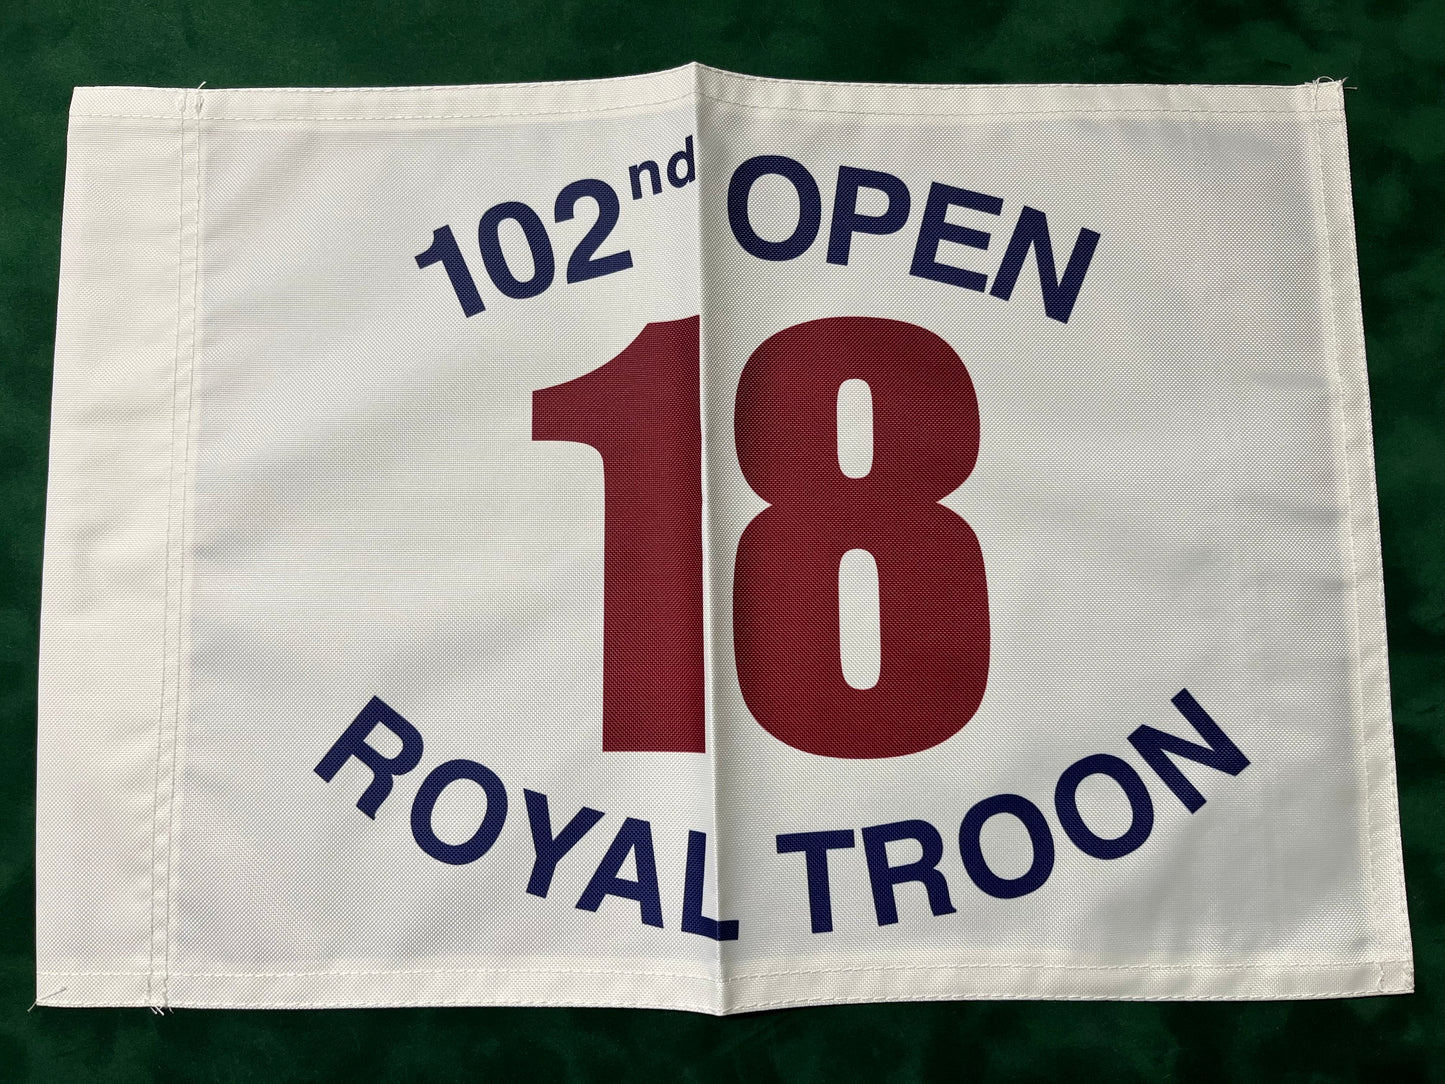 102nd OPEN
18
ROYAL TROON